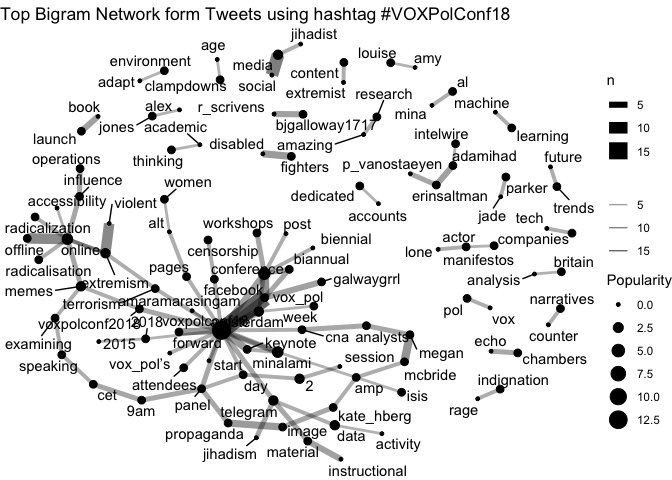 Top Bigram Network form Tweets using hashtag #VOXPolConf18
jihadist
age
louise
amy
environment
media
content
n
adapt
clampdowns
social
extremist
al
5
book
alex
r_scrivens
research
machine
10
jones
mina
15
launch
academic
bjgalloway1717
learning
operations
thinking
disabled
amazing
intelwire
fighters
p_vanostaeyen
adamihad
future
influence
women
dedicated
erinsaltman
parker
accessibility
violent
jade
trends
5
radicalization
alt
workshops
post
accounts
tech
10
offline
online
censorship
biennial
lone
actor
companies
15
radicalisation
pages
conference
biannual
manifestos
britain
memes
extremism
facebook
galwaygrrl
analysis
Popularity
terrorism
amaramarasingam
vox_pol
pol
narratives
0.0
voxpolconf2018
2018
week
vox
2.5
2015
forward
cna
analysts
counter
5.0
examining
keynote
megan
echo
7.5
speaking
vox_pol's
start
minalami
session
chambers
10.0
cet
attendees
day
2
amp
mcbride
indignation
12.5
9am
panel
isis
rage
telegram
kate_hberg
propaganda
image
data
activity
jihadism
material
instructional